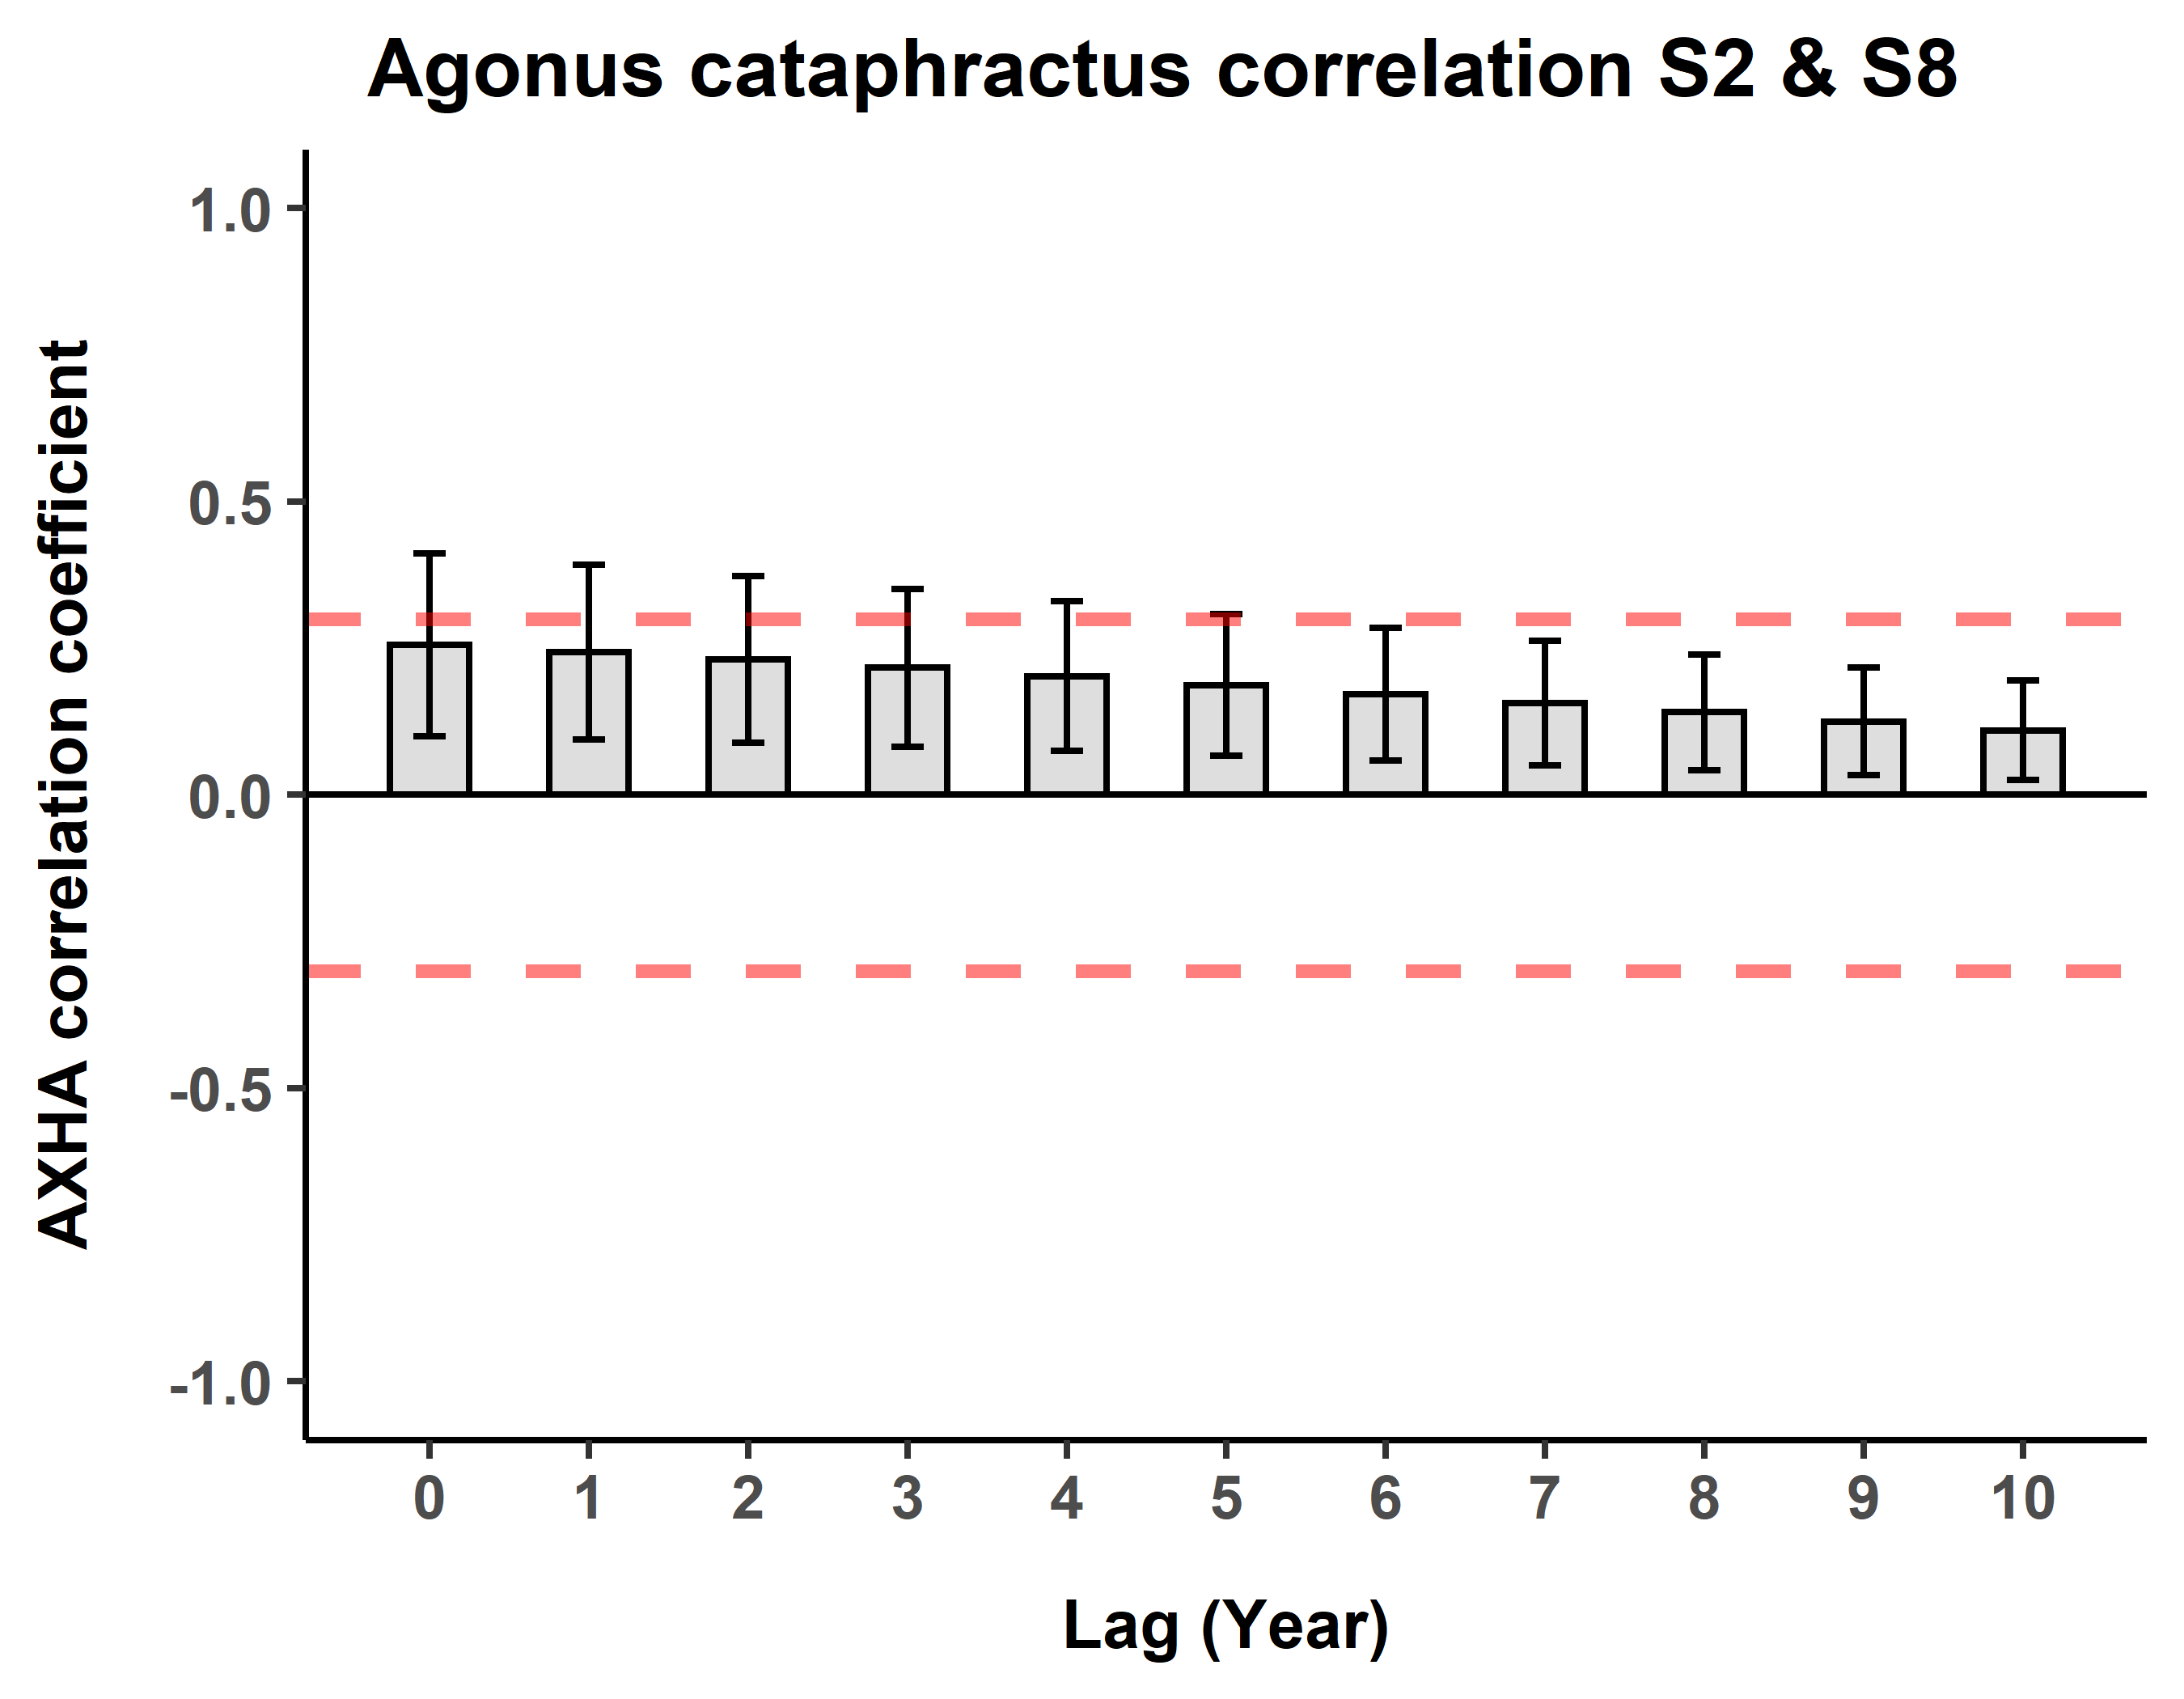 Agonus cataphractus correlation S2 & S8
AXHA correlation coefficient
1.0
0.5
0.0
-0.5
-1.0
0 1 2 3 4 5 6 7 8 9 10
Lag (Year)